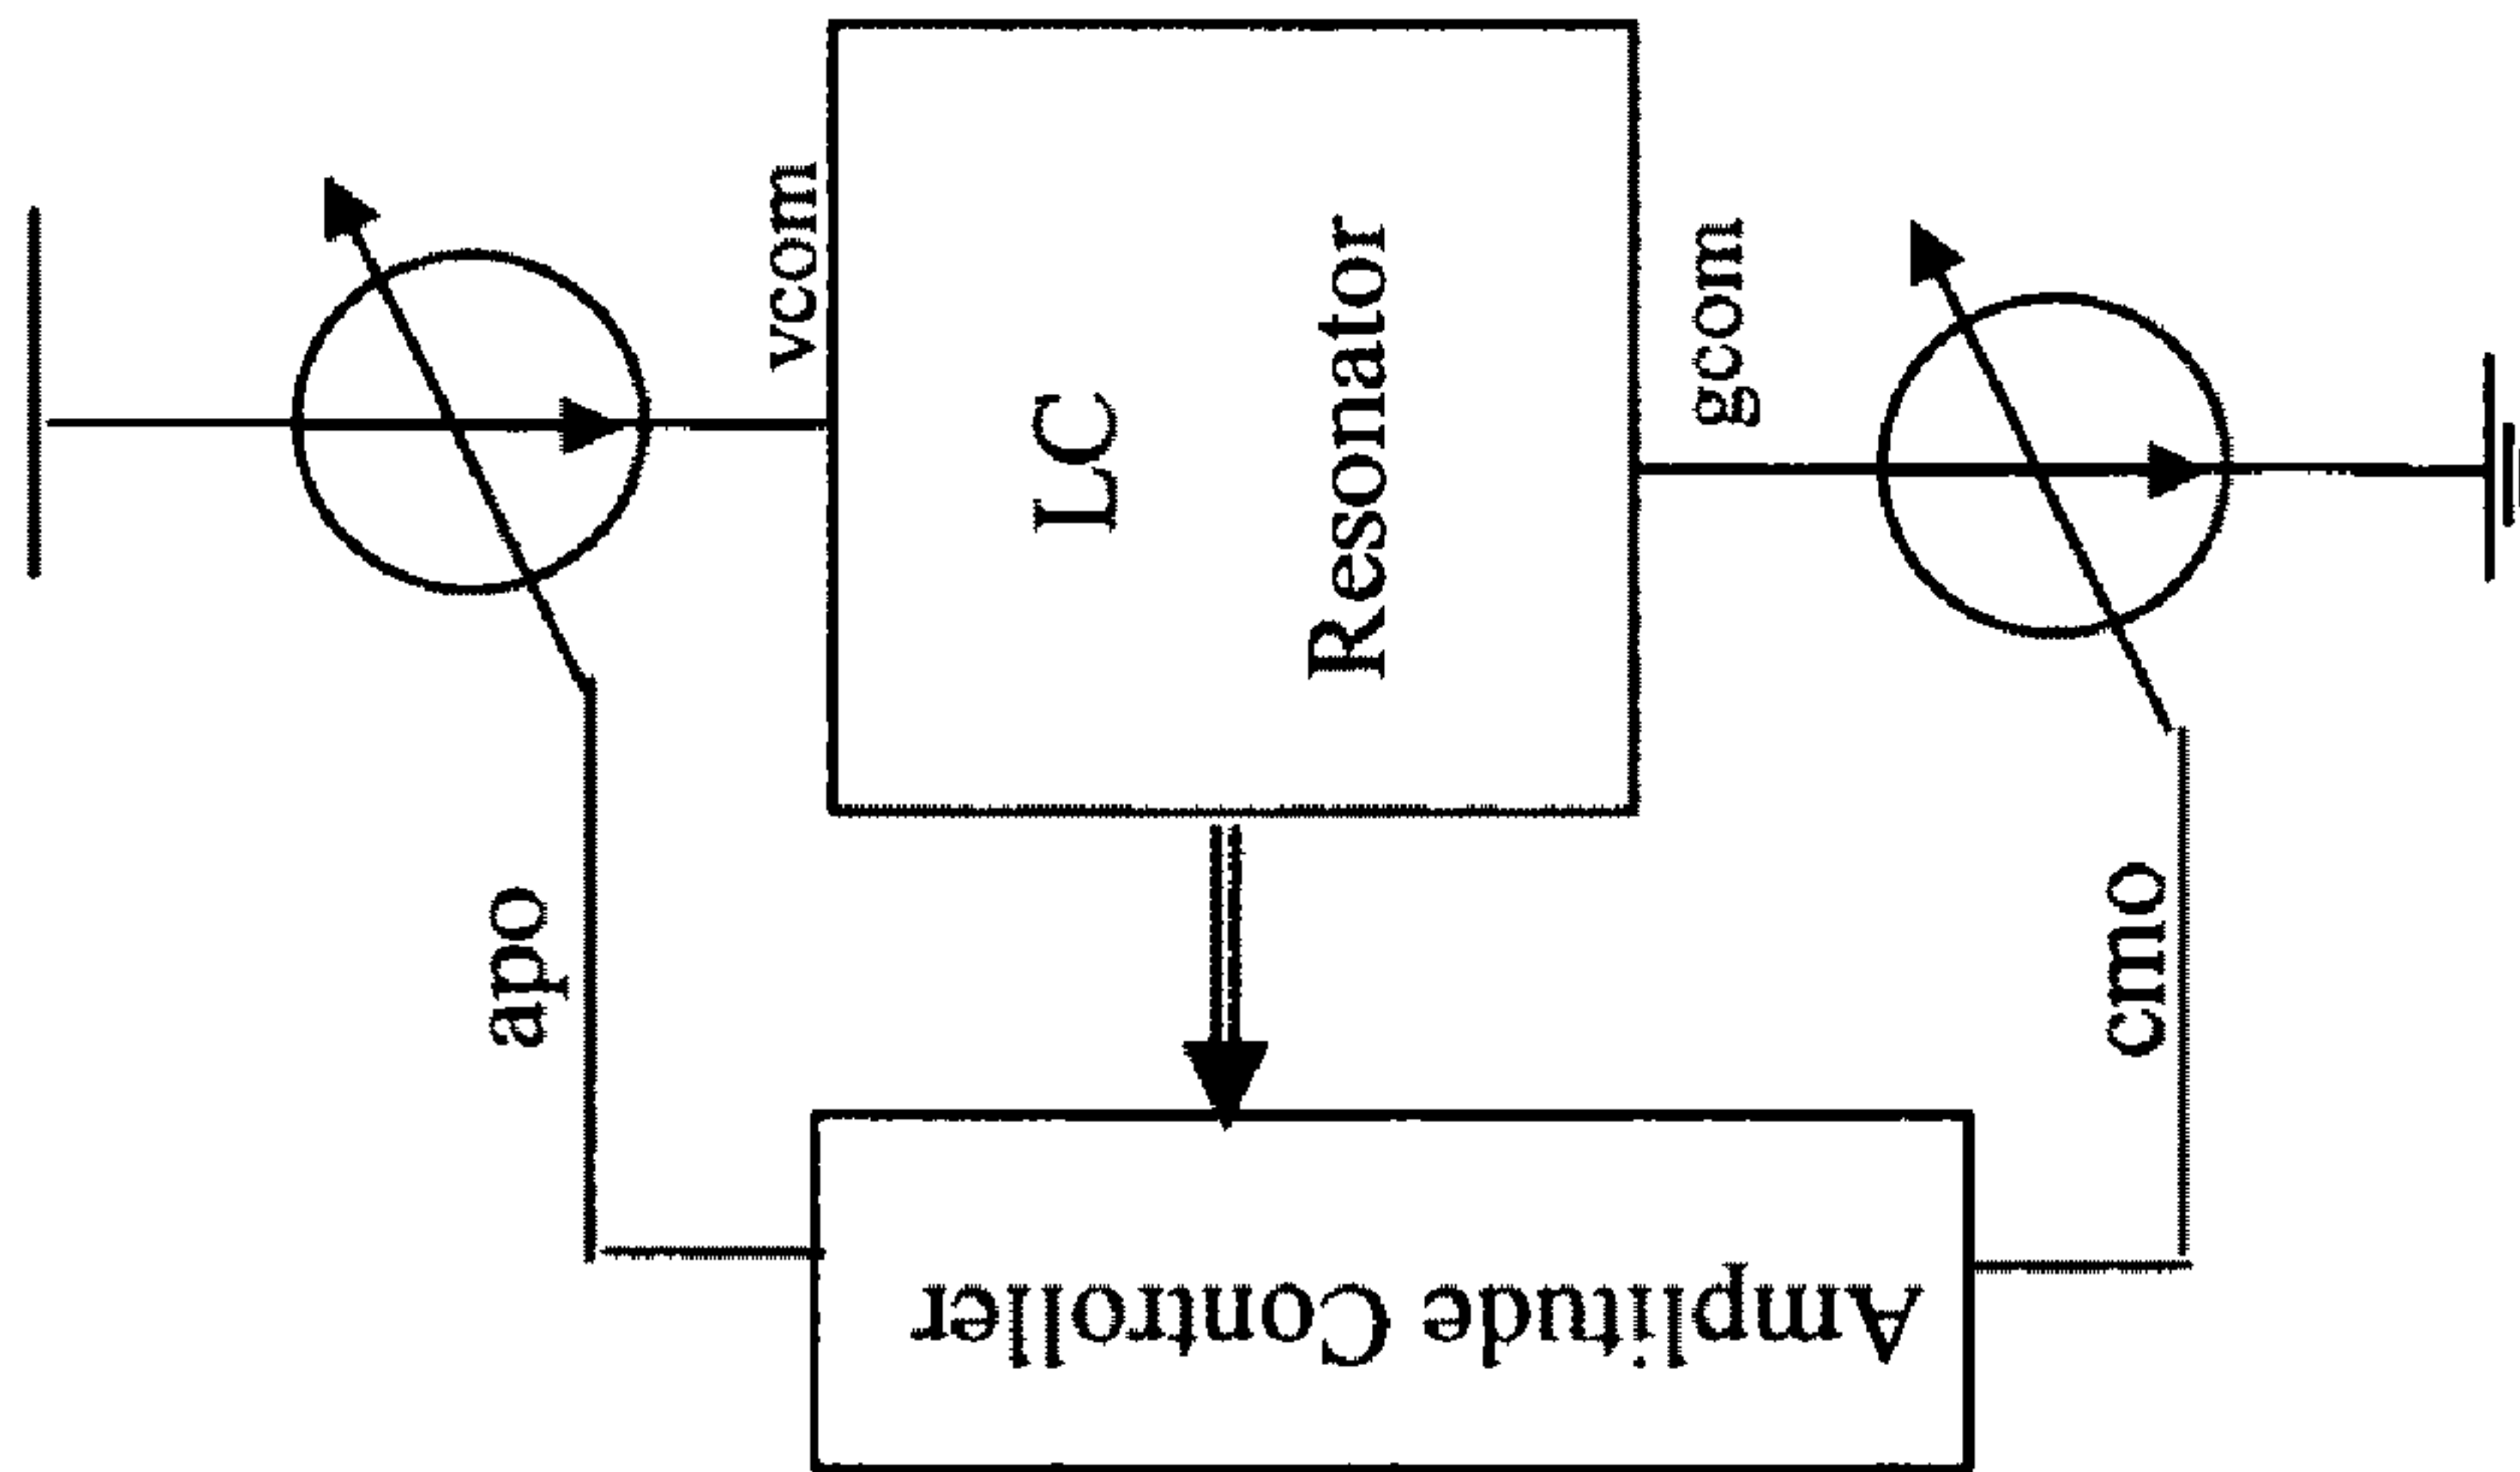 vcom
LC
Resonator
gcom
apo
cmo
Amplitude Controller